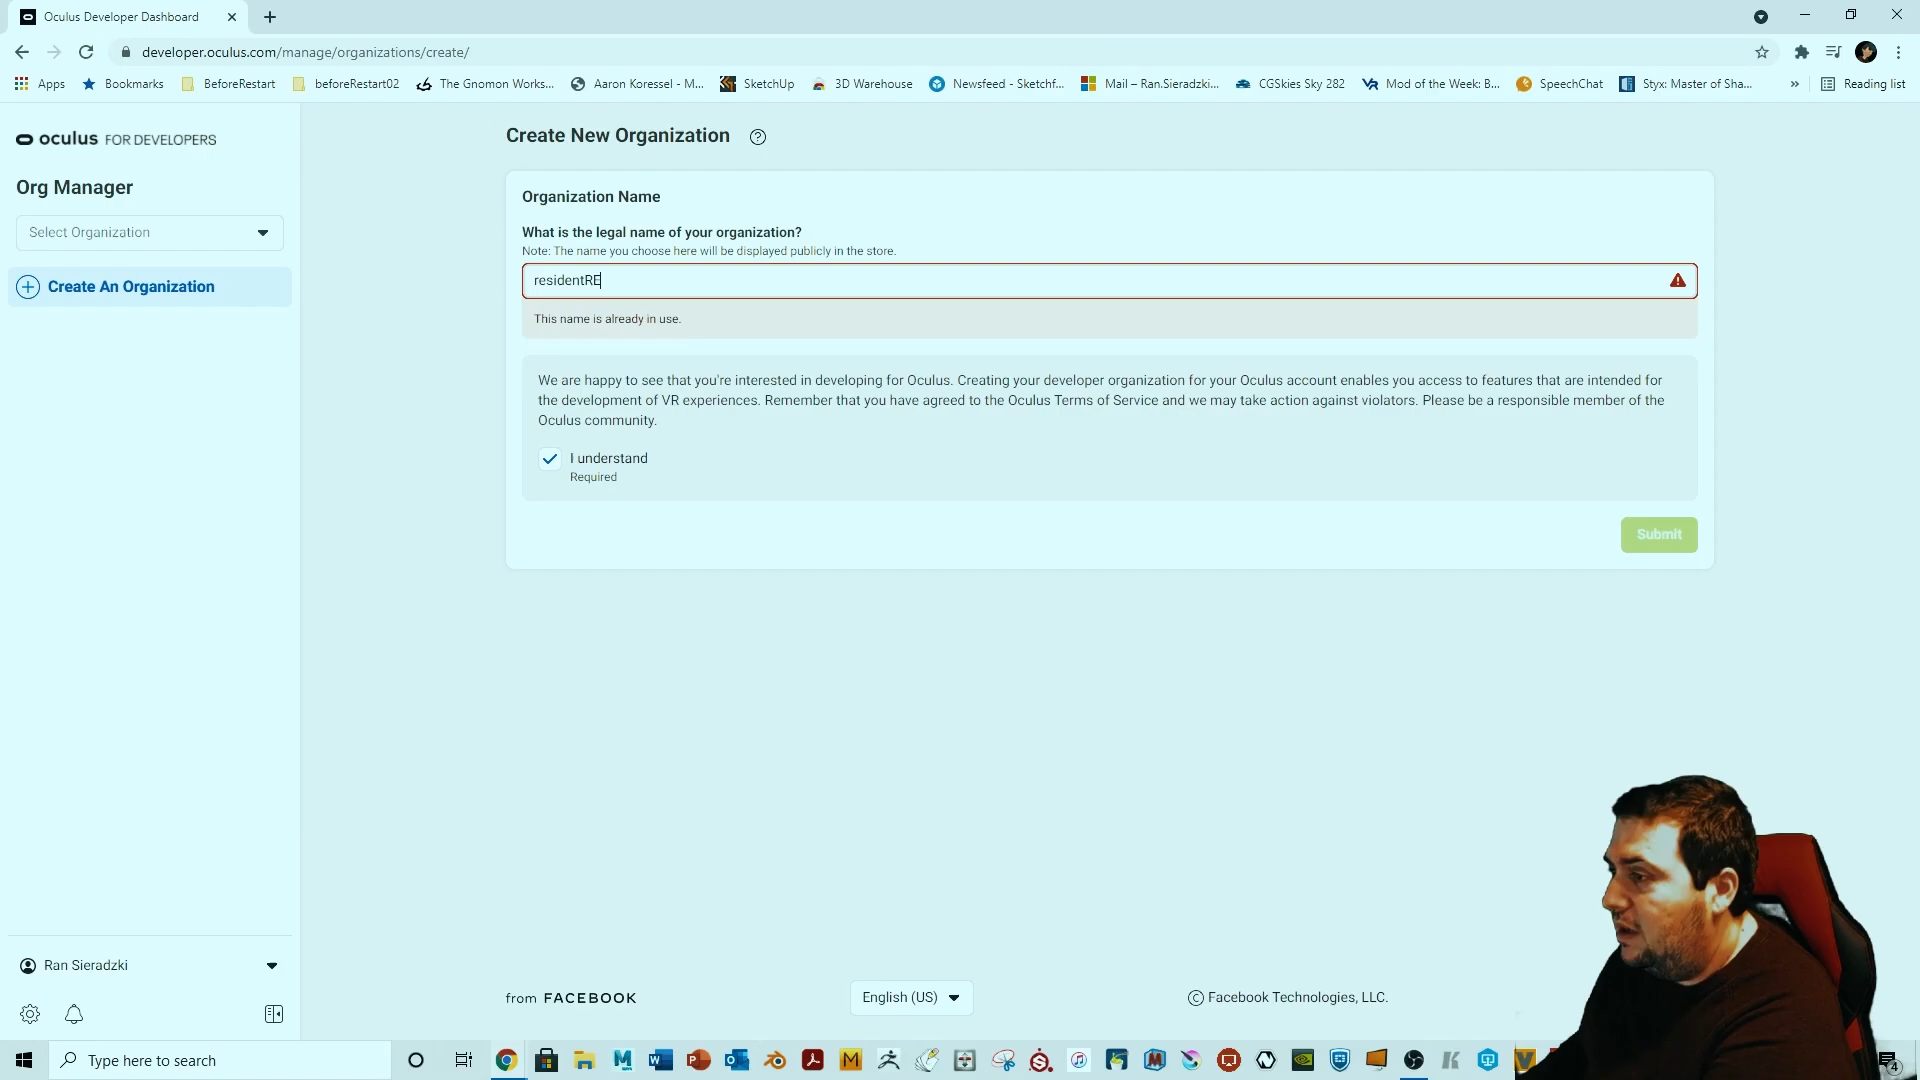 Oculus Developer Dashboard
developer.oculus.com/manage/organizations/create/
Apps
Bookmarks
BeforeRestart
beforeRestart02
The Gnomon Works...
Aaron Koressel - M...
SketchUp
3D Warehouse
Newsfeed - Sketchf...
Mail – Ran.Sieradzki...
CGSkies Sky 282
Mod of the Week: B...
SpeechChat
Styx: Master of Sha...
»
Reading list
oculus FOR DEVELOPERS
Org Manager
Select Organization
Create An Organization
Create New Organization
Organization Name
What is the legal name of your organization?
Note: The name you choose here will be displayed publicly in the store.
residentRE
This name is already in use.
We are happy to see that you're interested in developing for Oculus. Creating your developer organization for your Oculus account enables you access to features that are intended for
the development of VR experiences. Remember that you have agreed to the Oculus Terms of Service and we may take action against violators. Please be a responsible member of the
Oculus community.
I understand
Required
Submit
Ran Sieradzki
from FACEBOOK
English (US)
© Facebook Technologies, LLC.
Type here to search
4